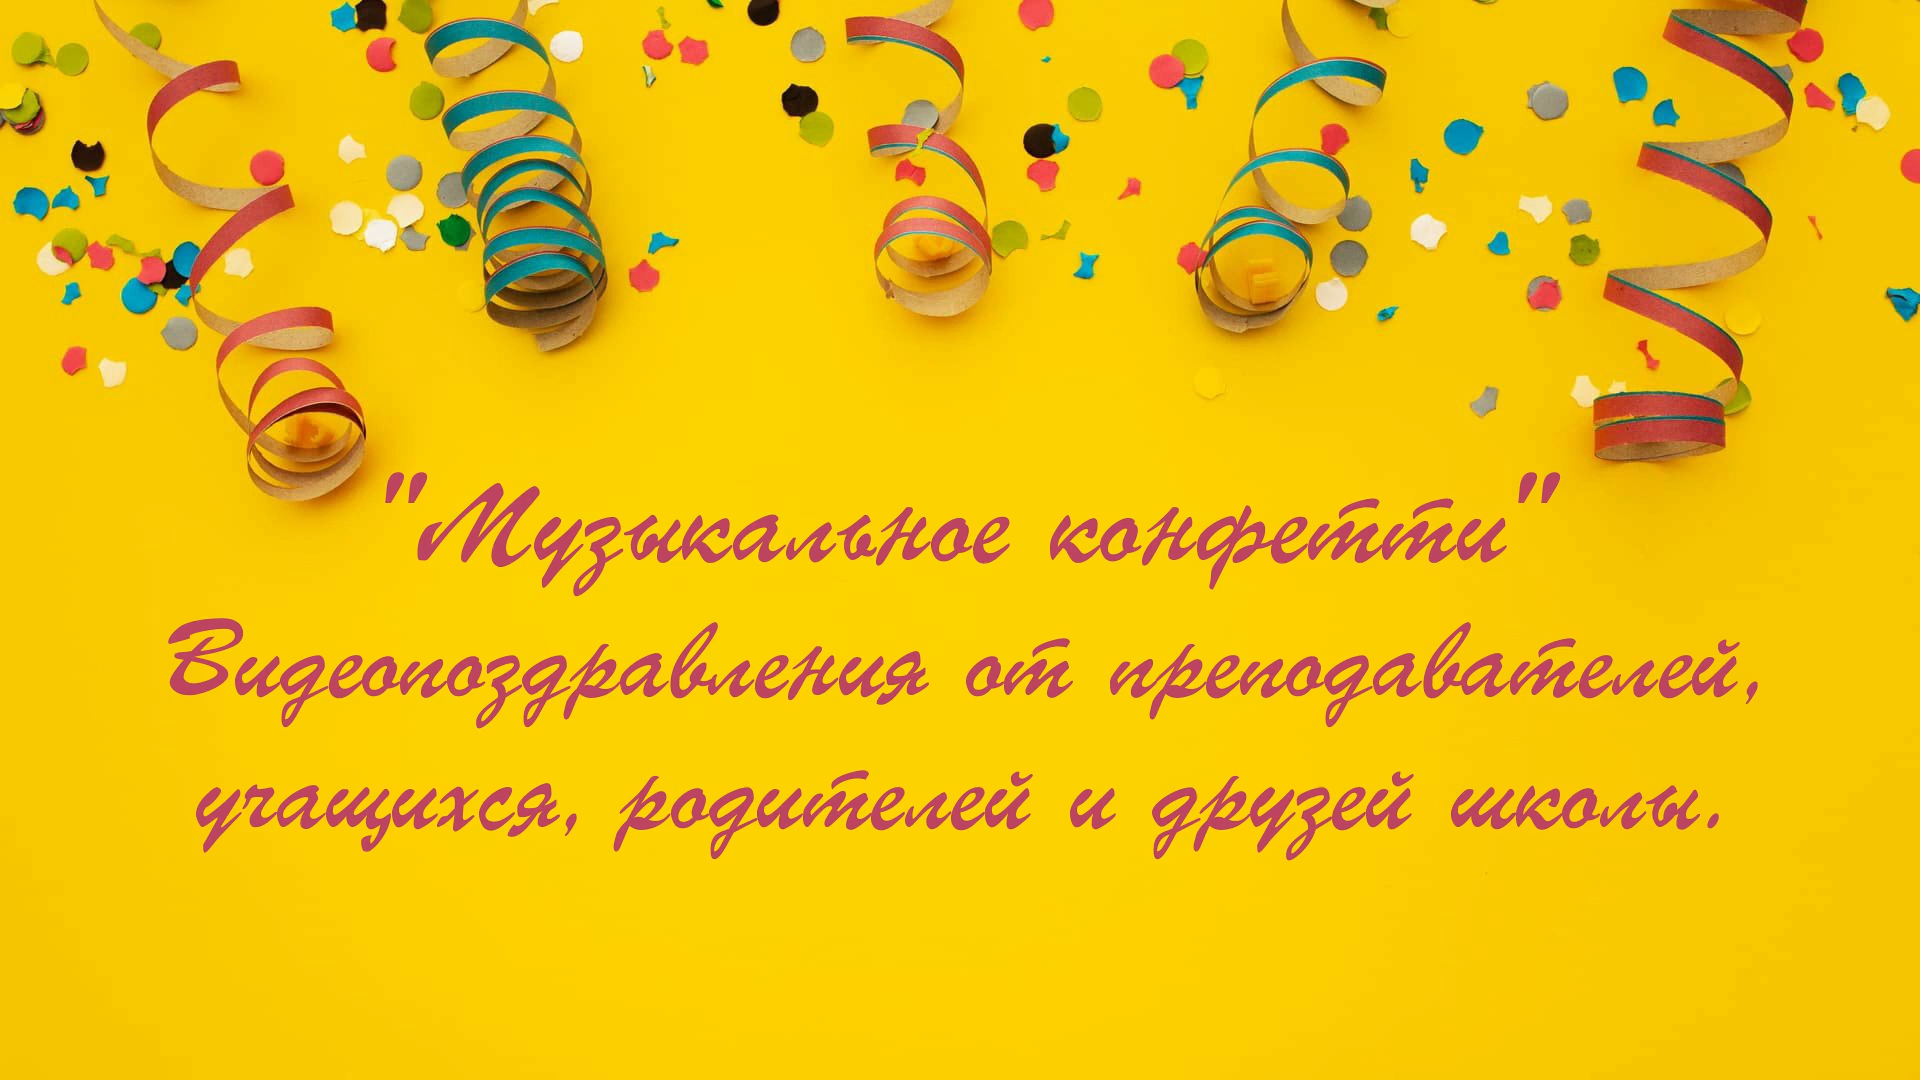 "Музыкальное конфетти"
Видеопоздравления от преподавателей,
учащихся, родителей и друзей школы.